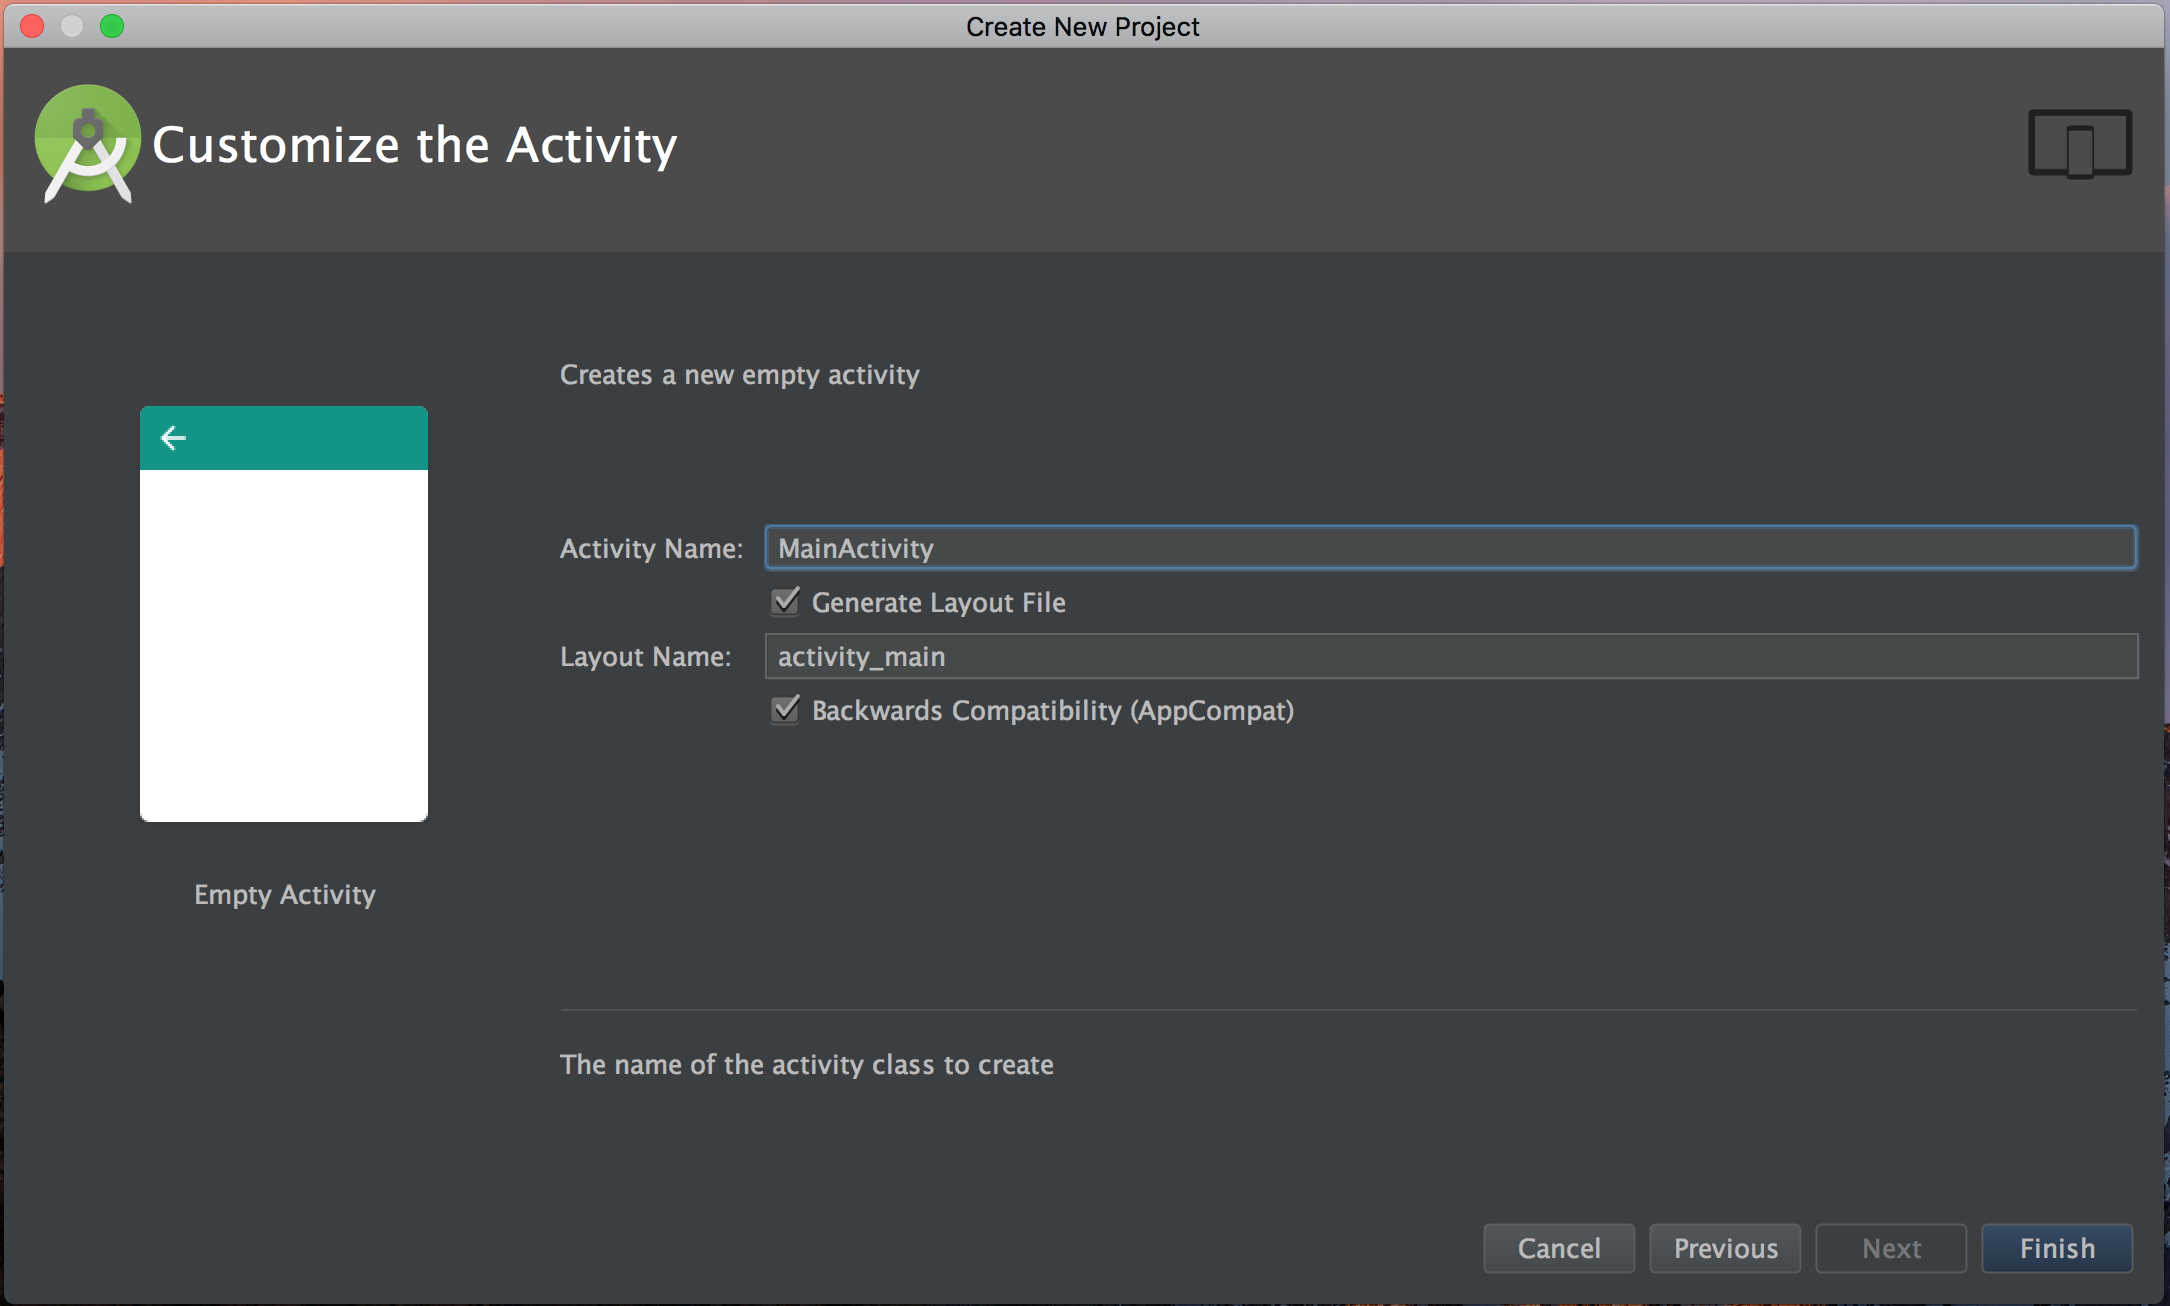 Create New Project
Customize the Activity
Creates a new empty activity
Activity Name: MainActivity
Generate Layout File
Layout Name: activity_main
Backwards Compatibility (AppCompat)
Empty Activity
The name of the activity class to create
Cancel Previous Next Finish